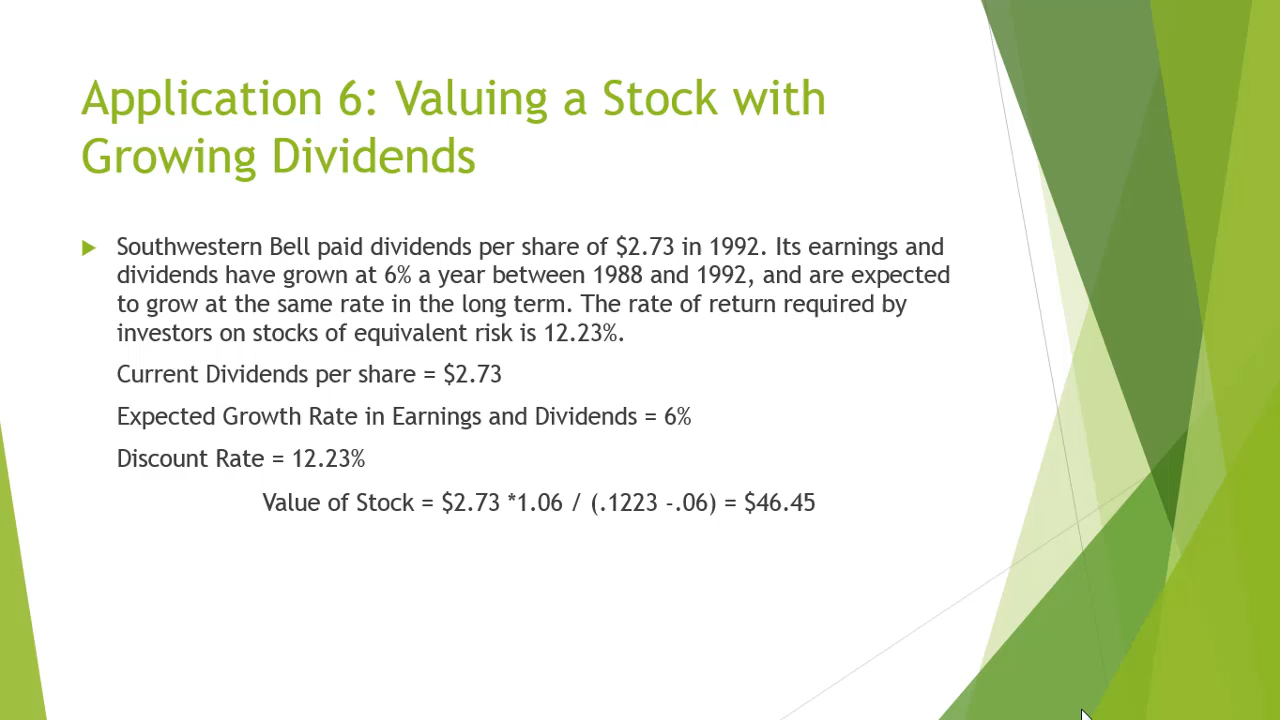 Application 6: Valuing a Stock with
Growing Dividends
Southwestern Bell paid dividends per share of $2.73 in 1992. Its earnings and
dividends have grown at 6% a year between 1988 and 1992, and are expected
to grow at the same rate in the long term. The rate of return required by
investors on stocks of equivalent risk is 12.23%.
Current Dividends per share = $2.73
Expected Growth Rate in Earnings and Dividends = 6%
Discount Rate = 12.23%
Value of Stock = $2.73 *1.06 / (.1223 -.06) = $46.45